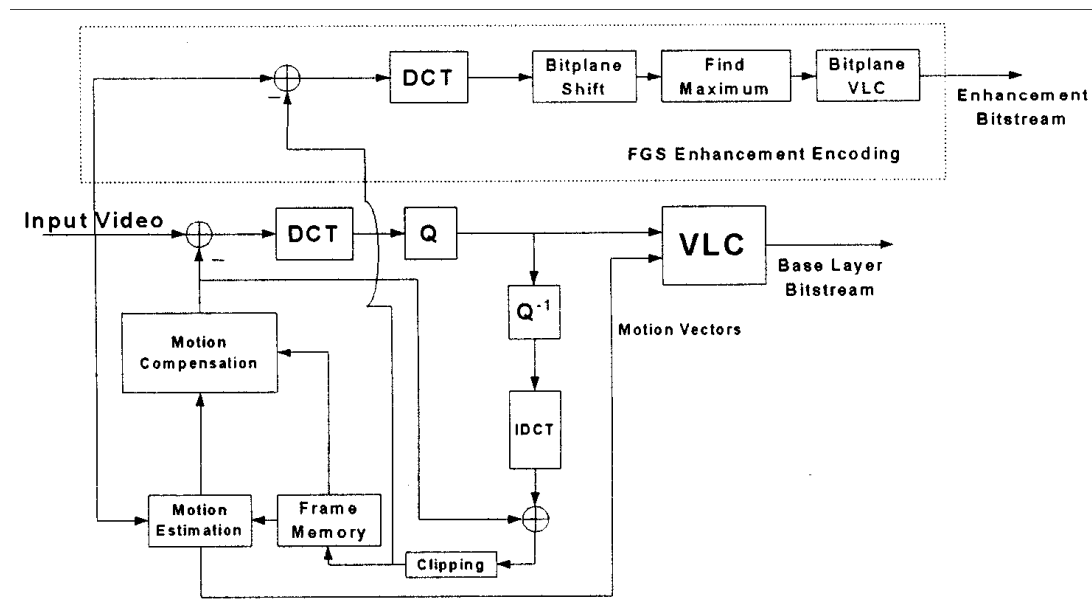 DCT
Bitplane
Shift
Find
Maximum
Bitplane
VLC
Enhancement
Bitstream
FGS Enhancement Encoding
Input Video
DCT
Q
VLC
Base Layer
Bitstream
Q⁻¹
Motion Vectors
Motion
Compensation
IDCT
Motion
Estimation
Frame
Memory
Clipping